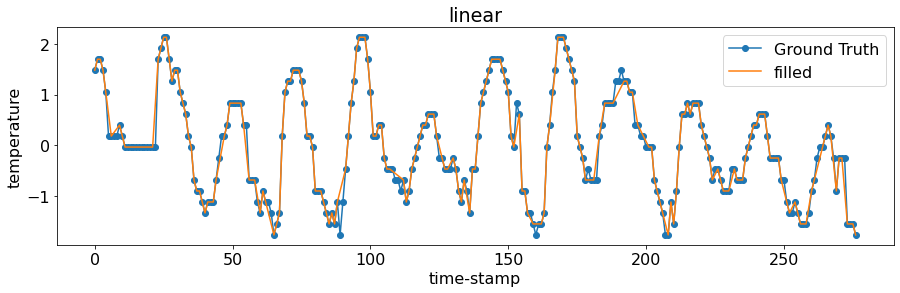 linear
Ground Truth
filled
temperature
2
1
0
−1
0
50
100
150
200
250
time-stamp